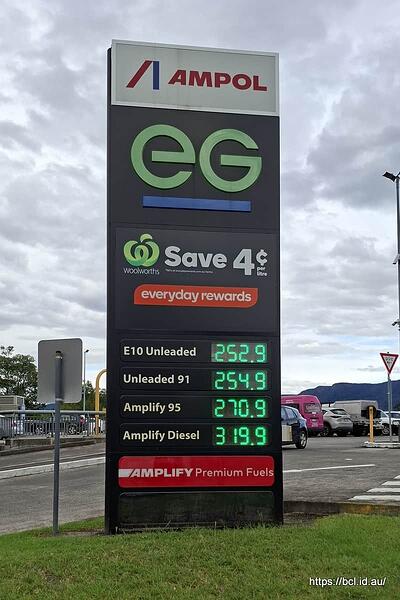 AMPOL
eG
woolworths
Save 4¢ per litre
everyday rewards
E10 Unleaded 252.9
Unleaded 91 254.9
Amplify 95 270.9
Amplify Diesel 319.9
AMPLIFY Premium Fuels
https://bcl.id.au/